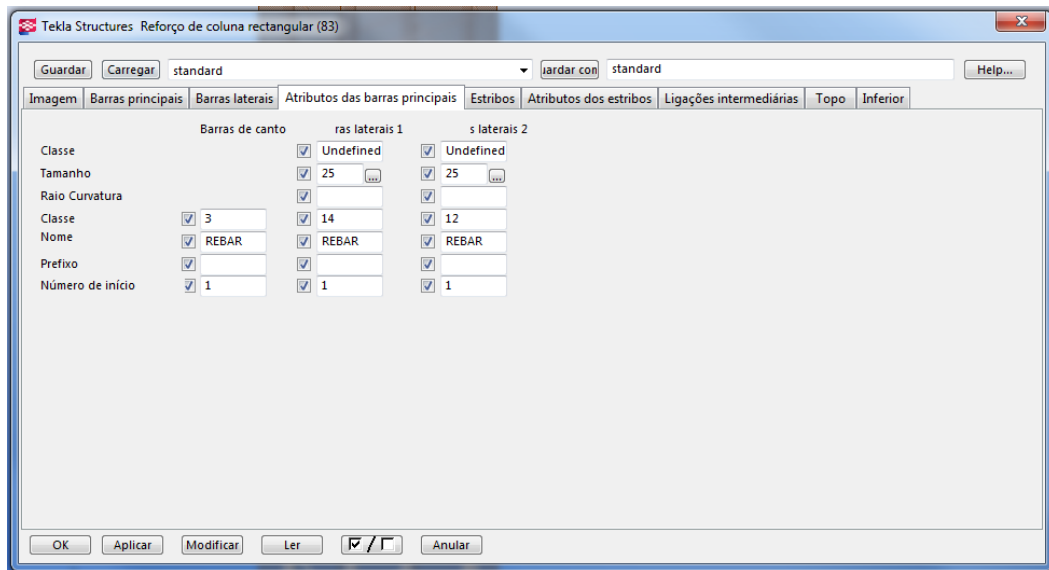 Tekla Structures Reforço de coluna rectangular (83)
Guardar Carregar standard ıardar con standard Help...
Imagem Barras principais Barras laterais Atributos das barras principais Estribos Atributos dos estribos Ligações intermediárias Topo Inferior
Barras de canto ras laterais 1 s laterais 2
Classe Undefined Undefined
Tamanho 25 ... 25 ...
Raio Curvatura
Classe 3 14 12
Nome REBAR REBAR REBAR
Prefixo
Número de início 1 1 1
OK Aplicar Modificar Ler / Anular